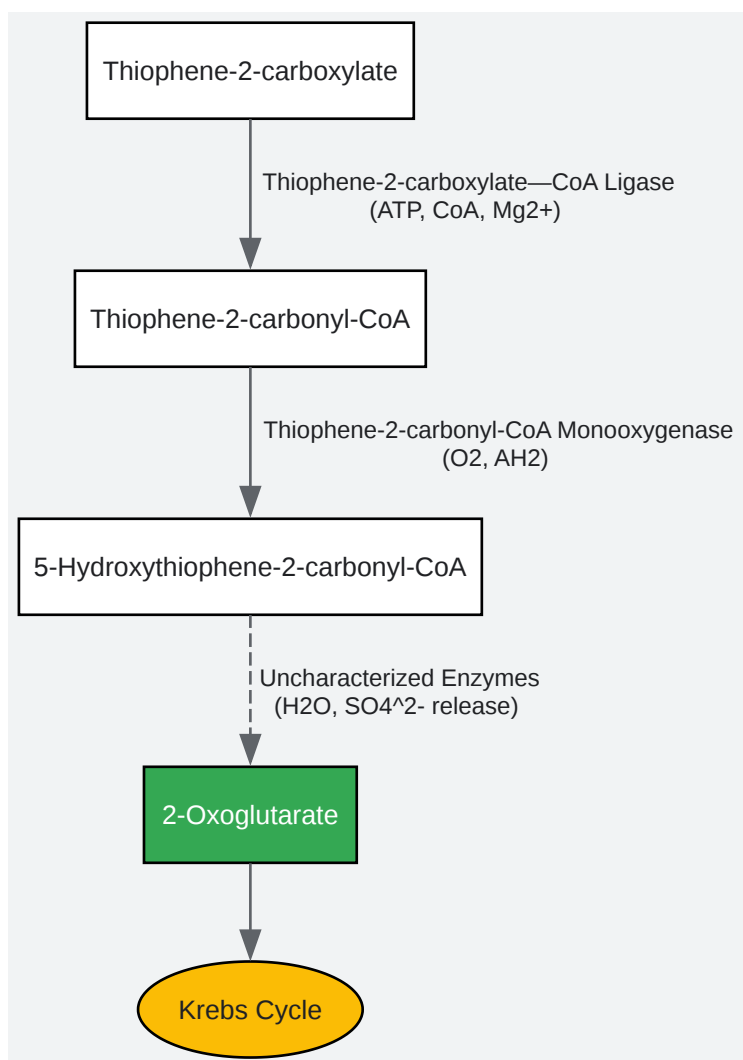 Thiophene-2-carboxylate
Thiophene-2-carboxylate—CoA Ligase
(ATP, CoA, Mg2+)
Thiophene-2-carbonyl-CoA
Thiophene-2-carbonyl-CoA Monooxygenase
(O2, AH2)
5-Hydroxythiophene-2-carbonyl-CoA
Uncharacterized Enzymes
(H2O, SO4^2- release)
2-Oxoglutarate
Krebs Cycle